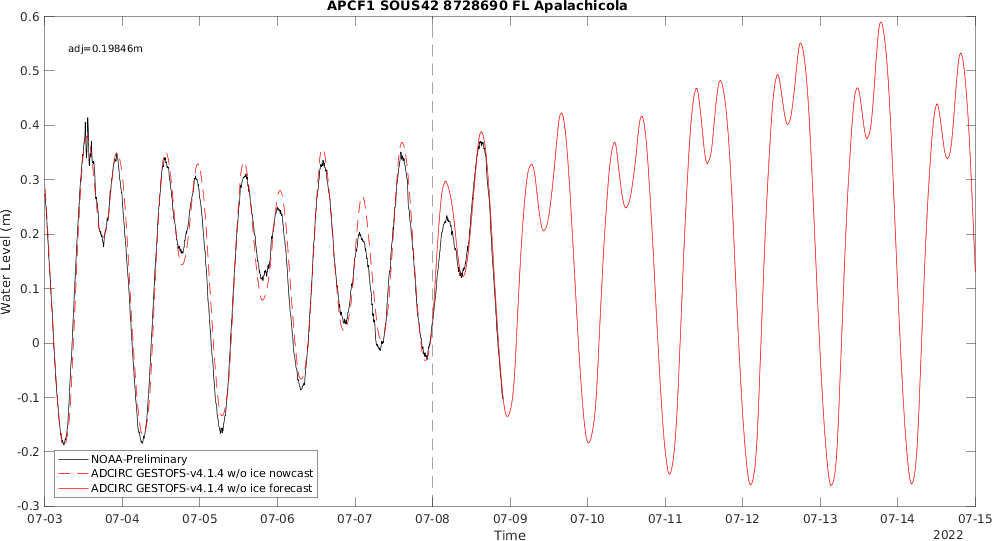 APCF1 SOUS42 8728690 FL Apalachicola
adj=0.19846m
0.6
0.5
0.4
0.3
0.2
0.1
0
-0.1
-0.2
-0.3
Water Level (m)
NOAA-Preliminary
ADCIRC GESTOFS-v4.1.4 w/o ice nowcast
ADCIRC GESTOFS-v4.1.4 w/o ice forecast
07-03 07-04 07-05 07-06 07-07 07-08 07-09 07-10 07-11 07-12 07-13 07-14 07-15
Time
2022